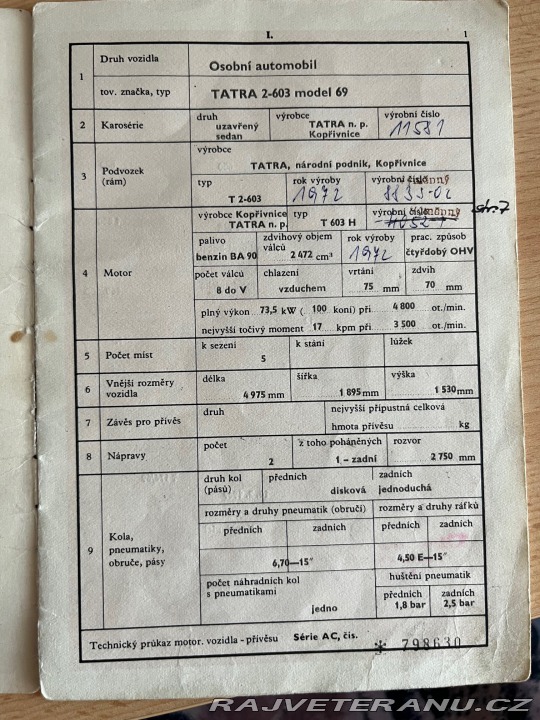 I.
1
1
Druh vozidla
Osobní automobil
tov. značka, typ
TATRA 2-603 model 69
2
Karosérie
druh
uzavřený
sedan
výrobce
TATRA n. p.
Kopřivnice
výrobní číslo
11581
3
Podvozek
(rám)
výrobce
TATRA, národní podnik, Kopřivnice
typ
T 2-603
rok výroby
1972
výrobní číslo
4
Motor
výrobce Kopřivnice
TATRA n. p.
typ
T 603 H
výrobní číslo
str. 7
palivo
benzin BA 90
zdvihový objem
válců
2 472 cm³
rok výroby
1972
prac. způsob
čtyřdobý OHV
počet válců
8 do V
chlazení
vzduchem
vrtání
75 mm
zdvih
70 mm
plný výkon 73,5 kW ( 100 koní) při 4 800 ot./min.
nejvyšší točivý moment 17 kpm při 3 500 ot./min.
5
Počet míst
k sezení
5
k stání
lůžek
6
Vnější rozměry
vozidla
délka
4 975 mm
šířka
1 895 mm
výška
1 530 mm
7
Závěs pro přívěs
druh
nejvyšší přípustná celková
hmota přívěsu kg
8
Nápravy
počet
2
z toho poháněných
1 – zadní
rozvor
2 750 mm
9
Kola,
pneumatiky,
obruče, pásy
druh kol
(pásů)
předních
zadních
disková jednoduchá
rozměry a druhy pneumatik (obručí)
rozměry a druhy ráfků
předních
zadních
předních
zadních
6,70—15"
4,50 E—15"
počet náhradních kol
s pneumatikami
jedno
huštění pneumatik
předních
1,8 bar
zadních
2,5 bar
Technický průkaz motor. vozidla - přívěsu Série AC, čís. * 798630
RAJVETERANU.CZ